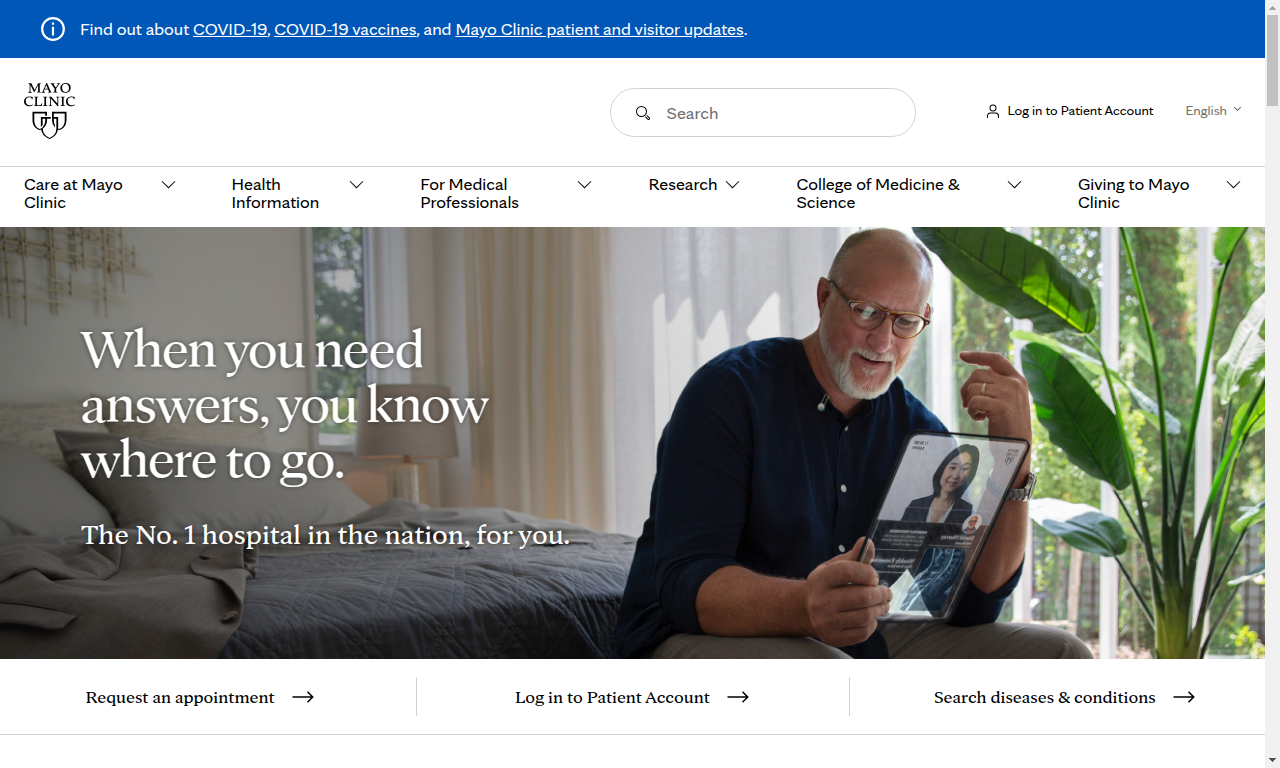 Find out about COVID-19, COVID-19 vaccines, and Mayo Clinic patient and visitor updates.
MAYO
CLINIC
Search
Log in to Patient Account
English
Care at Mayo
Clinic
Health
Information
For Medical
Professionals
Research
College of Medicine &
Science
Giving to Mayo
Clinic
When you need
answers, you know
where to go.
The No. 1 hospital in the nation, for you.
Request an appointment
Log in to Patient Account
Search diseases & conditions